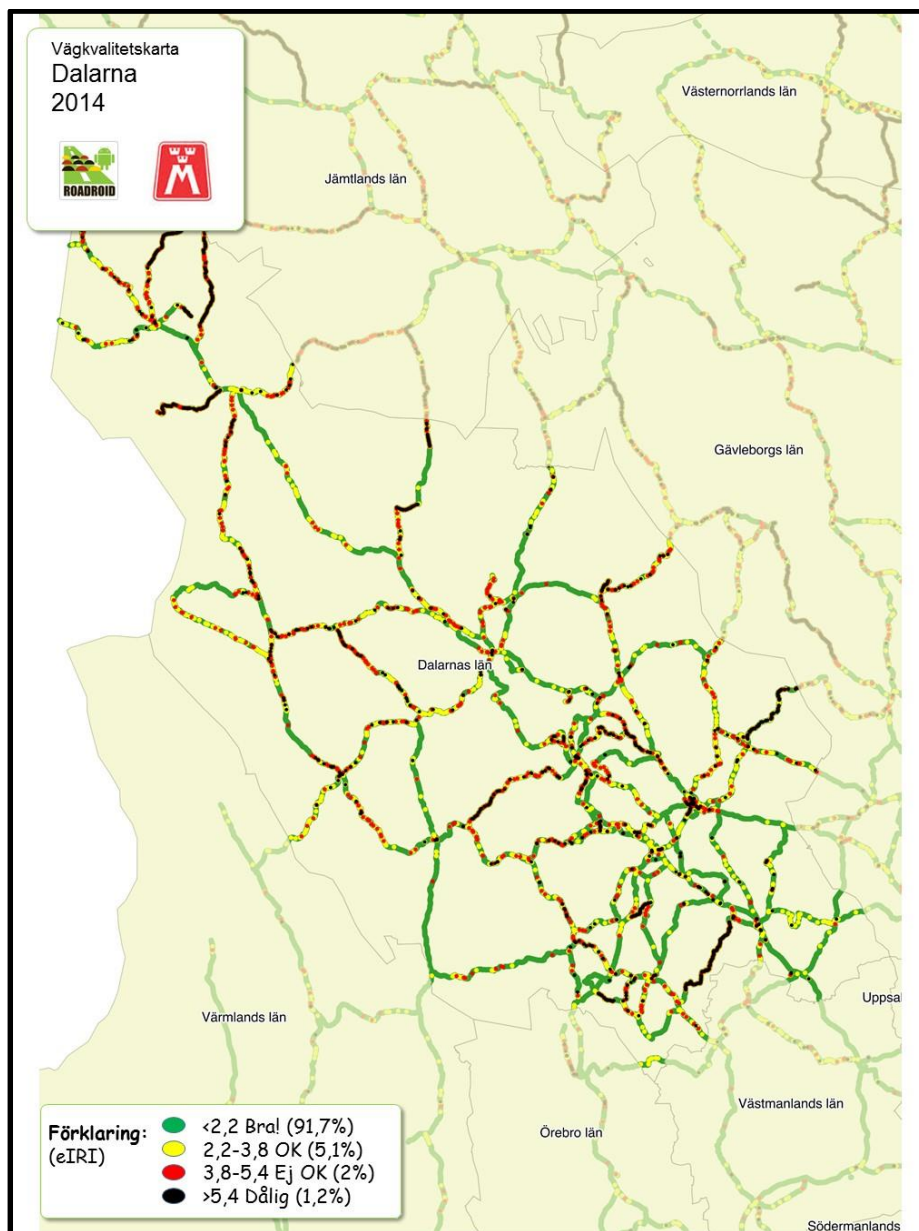 Vägkvalitetskarta
Dalarna
2014
ROADROID
M
Västernorrlands län
Jämtlands län
Gävleborgs län
Dalarnas län
Uppsal
Värmlands län
Västmanlands län
Örebro län
Södermanlands
Förklaring:
(eIRI)
<2,2 Bra! (91,7%)
2,2-3,8 OK (5,1%)
3,8-5,4 Ej OK (2%)
>5,4 Dålig (1,2%)